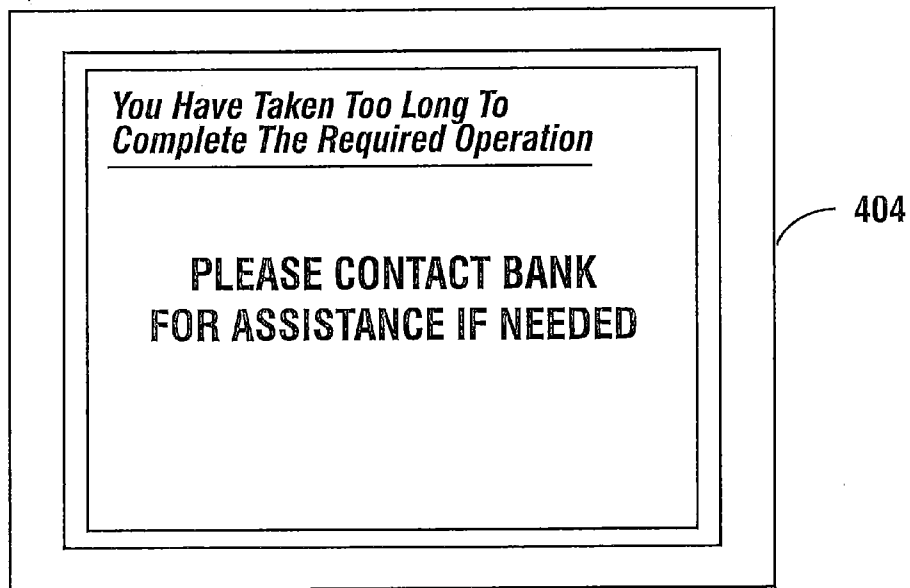 You Have Taken Too Long To
Complete The Required Operation
PLEASE CONTACT BANK
FOR ASSISTANCE IF NEEDED
404